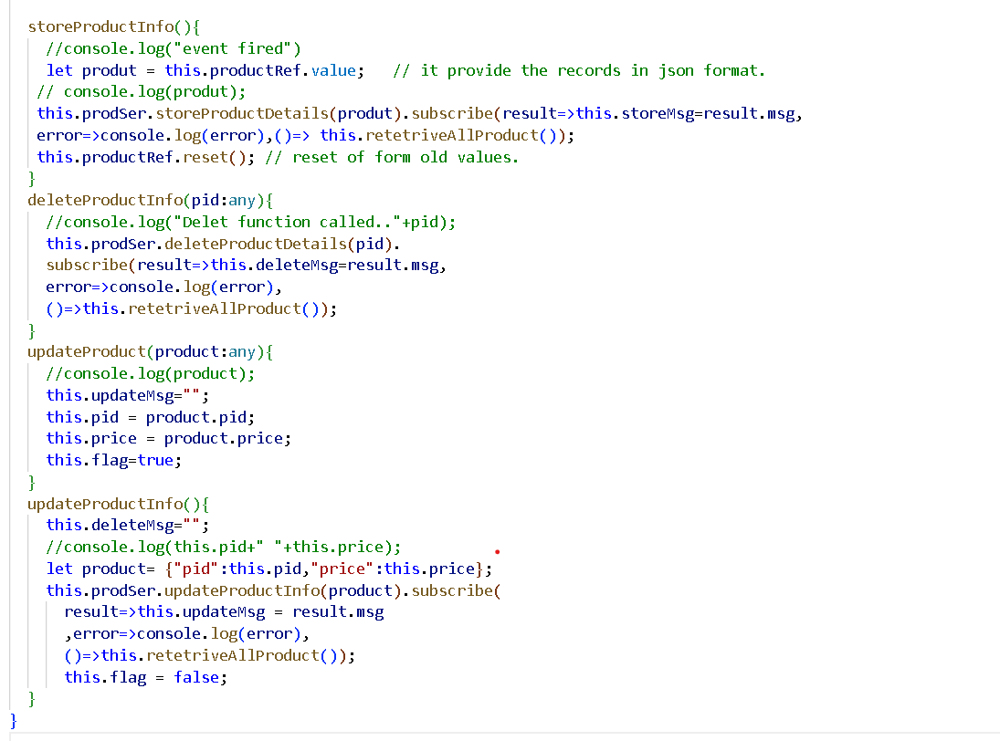 storeProductInfo(){
//console.log("event fired")
let produt = this.productRef.value;   // it provide the records in json format.
// console.log(produt);
this.prodSer.storeProductDetails(produt).subscribe(result=>this.storeMsg=result.msg,
error=>console.log(error),()=> this.retetriveAllProduct());
this.productRef.reset(); // reset of form old values.
}
deleteProductInfo(pid:any){
//console.log("Delet function called.."+pid);
this.prodSer.deleteProductDetails(pid).
subscribe(result=>this.deleteMsg=result.msg,
error=>console.log(error),
()=>this.retetriveAllProduct());
}
updateProduct(product:any){
//console.log(product);
this.updateMsg="";
this.pid = product.pid;
this.price = product.price;
this.flag=true;
}
updateProductInfo(){
this.deleteMsg="";
//console.log(this.pid+" "+this.price);
let product= {"pid":this.pid,"price":this.price};
this.prodSer.updateProductInfo(product).subscribe(
result=>this.updateMsg = result.msg
,error=>console.log(error),
()=>this.retetriveAllProduct());
this.flag = false;
}
}